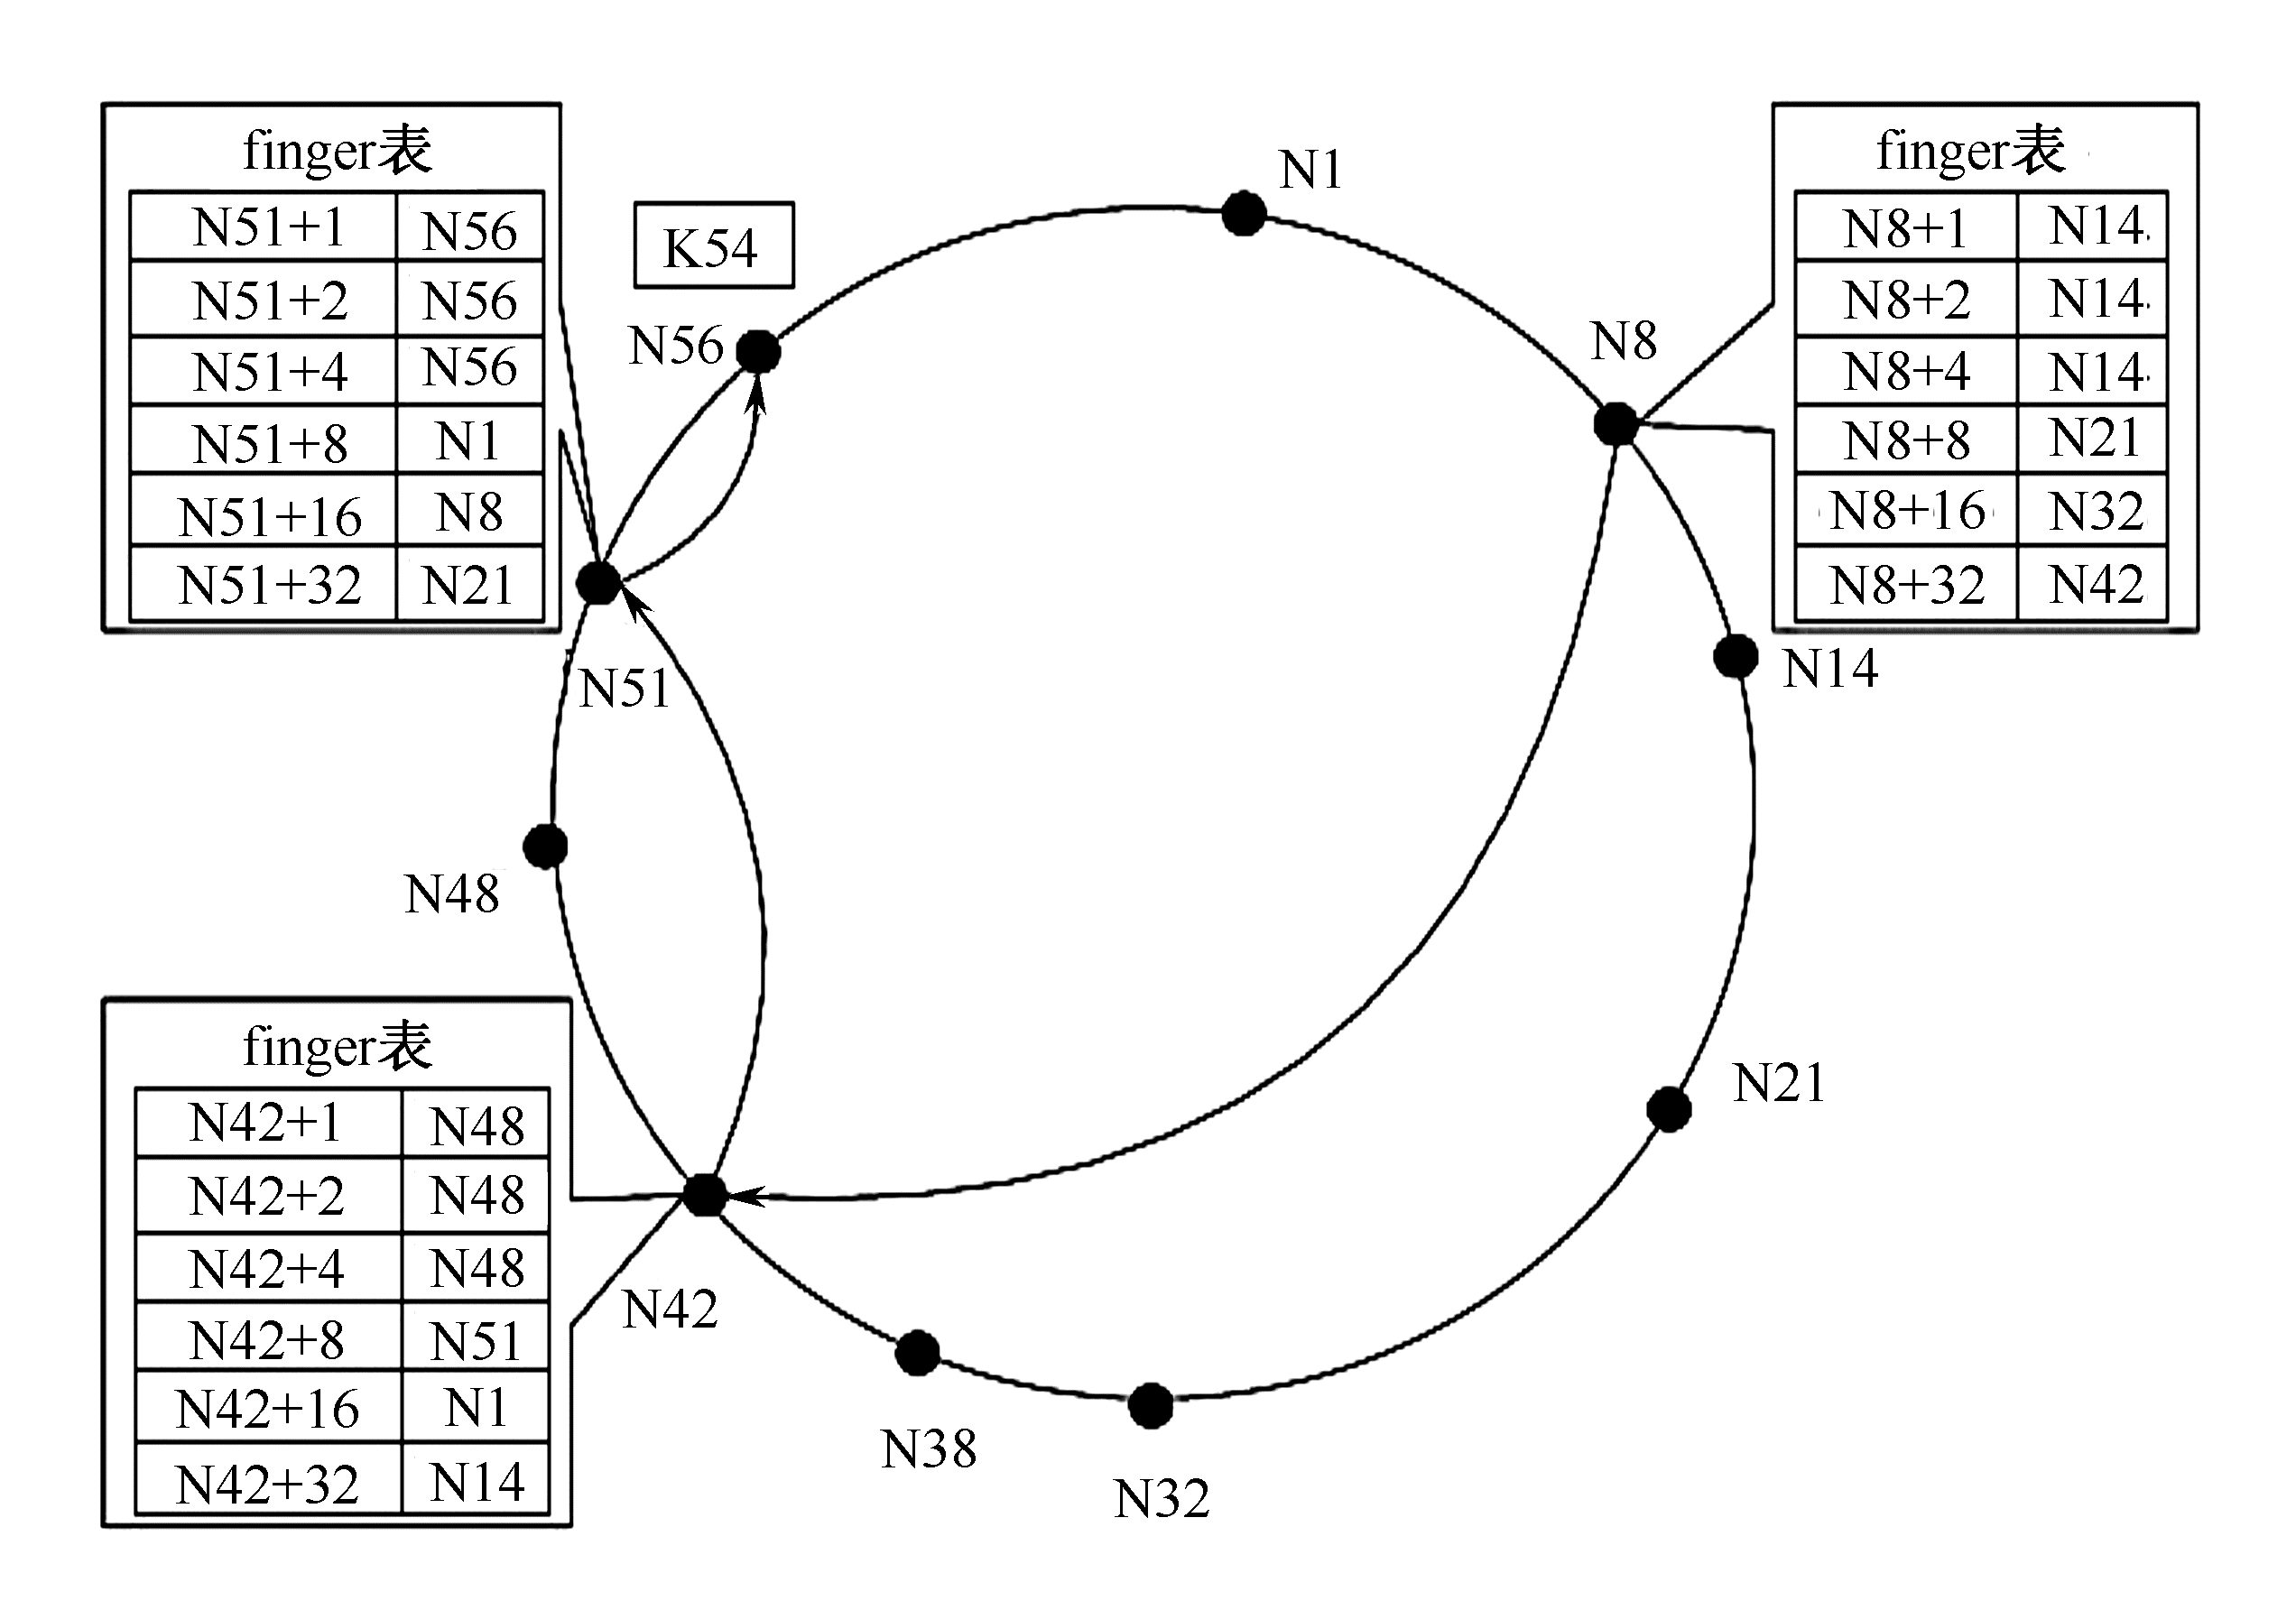 finger表
N51+1 N56
N51+2 N56
N51+4 N56
N51+8 N1
N51+16 N8
N51+32 N21
K54
N56
N1
N8
finger表
N8+1 N14
N8+2 N14
N8+4 N14
N8+8 N21
N8+16 N32
N8+32 N42
N51
N14
N48
N21
finger表
N42+1 N48
N42+2 N48
N42+4 N48
N42+8 N51
N42+16 N1
N42+32 N14
N42
N38
N32